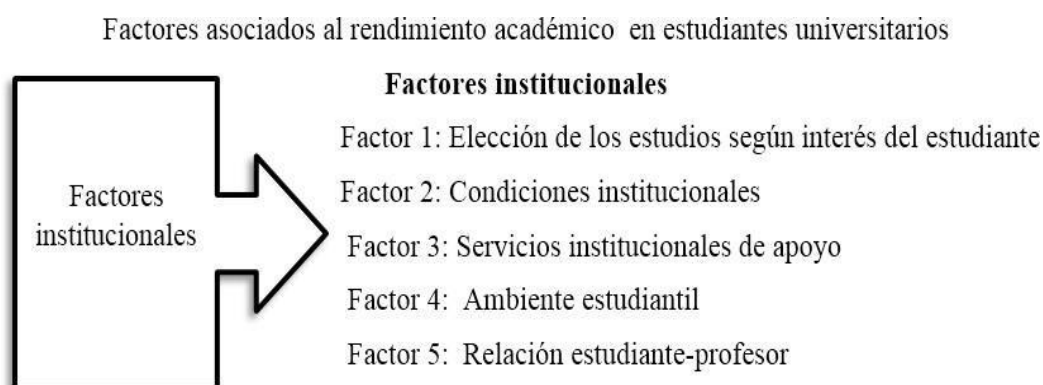 Factores asociados al rendimiento académico en estudiantes universitarios
Factores institucionales
Factor 1: Elección de los estudios según interés del estudiante
Factor 2: Condiciones institucionales
Factor 3: Servicios institucionales de apoyo
Factor 4: Ambiente estudiantil
Factor 5: Relación estudiante-profesor
Factores
institucionales